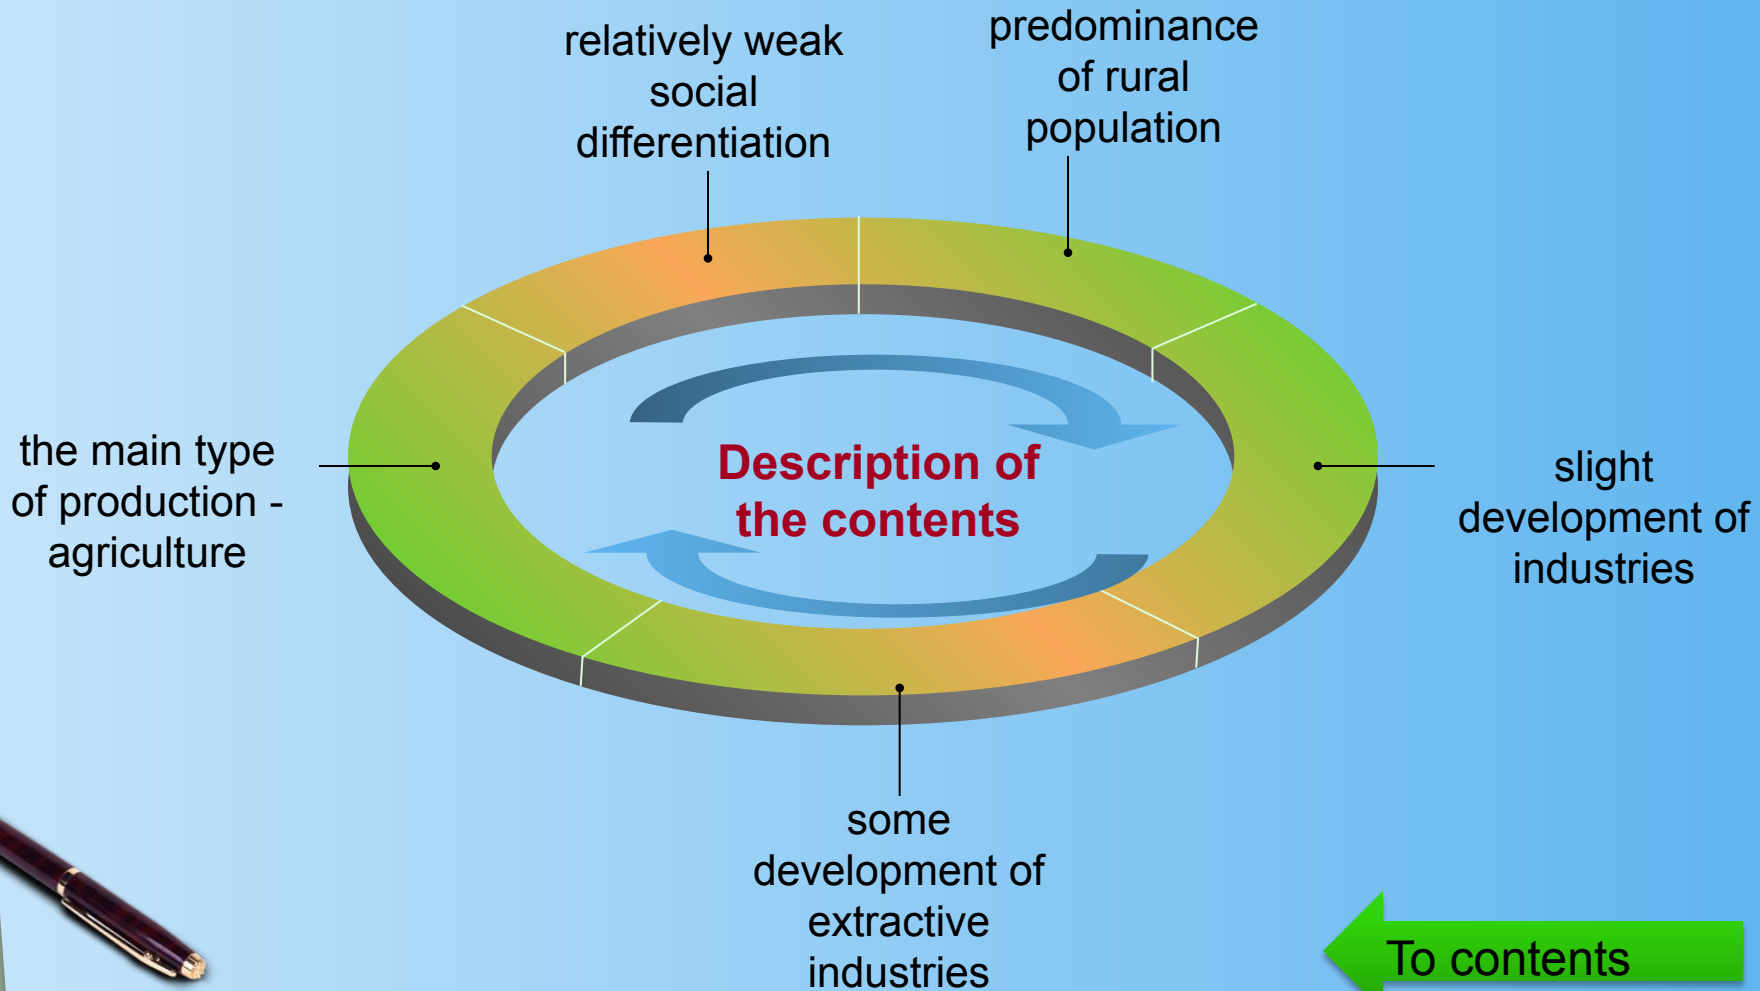 relatively weak
social
differentiation
predominance
of rural
population
the main type
of production -
agriculture
Description of
the contents
slight
development of
industries
some
development of
extractive
industries
To contents